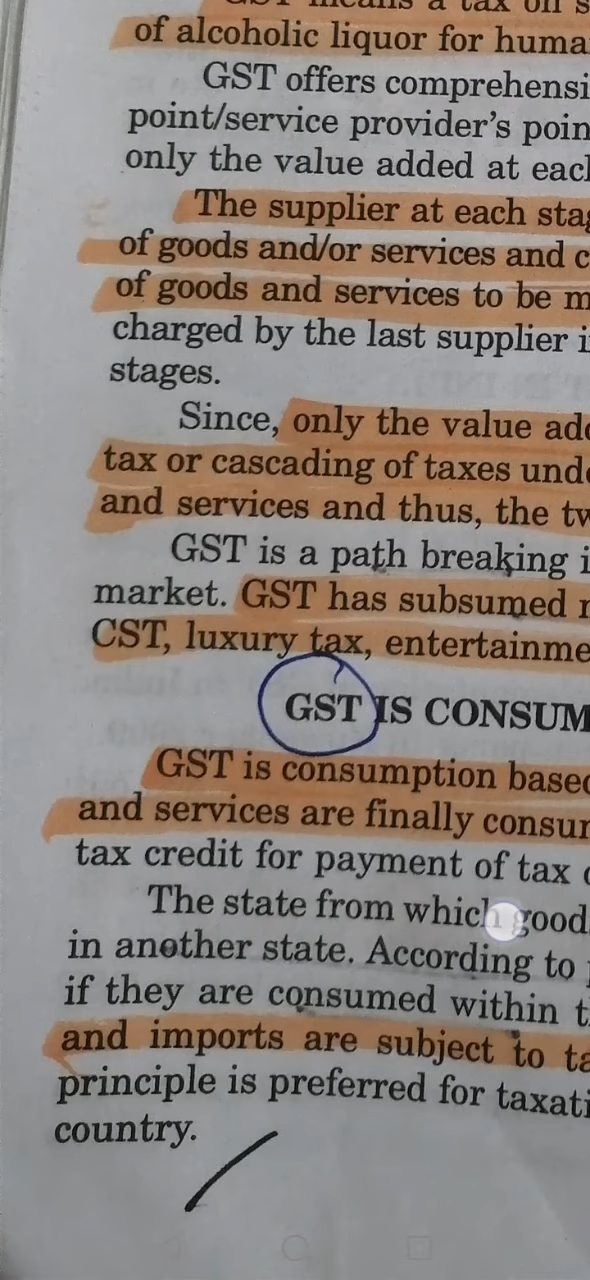 GST means a tax on s
of alcoholic liquor for huma
GST offers comprehensi
point/service provider's poin
only the value added at eac
The supplier at each sta
of goods and/or services and c
of goods and services to be m
charged by the last supplier i
stages.
Since, only the value ad
tax or cascading of taxes und
and services and thus, the tw
GST is a path breaking i
market. GST has subsumed
CST, luxury tax, entertainme
GST IS CONSUM
GST is consumption base
and services are finally consu
tax credit for payment of tax
The state from which good
in another state. According to
if they are consumed within t
and imports are subject to ta
principle is preferred for taxati
country.